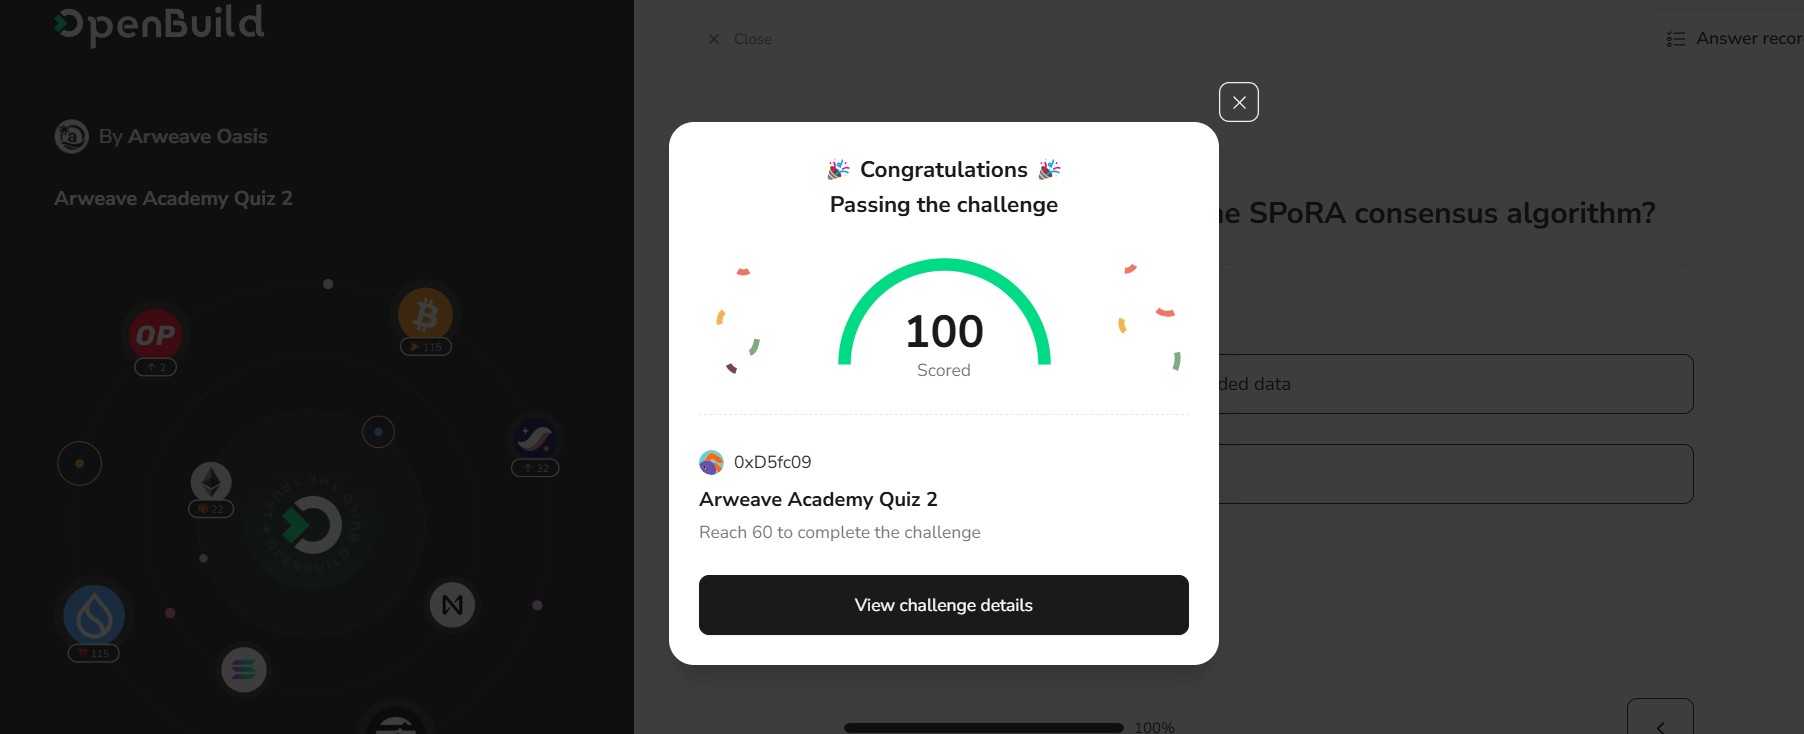 OpenBuild
By Arweave Oasis
Arweave Academy Quiz 2
OP
2
115
32
22
115
Close
Answer recor
e SPoRA consensus algorithm?
ded data
🎉 Congratulations 🎉
Passing the challenge
100
Scored
0xD5fc09
Arweave Academy Quiz 2
Reach 60 to complete the challenge
View challenge details
100%